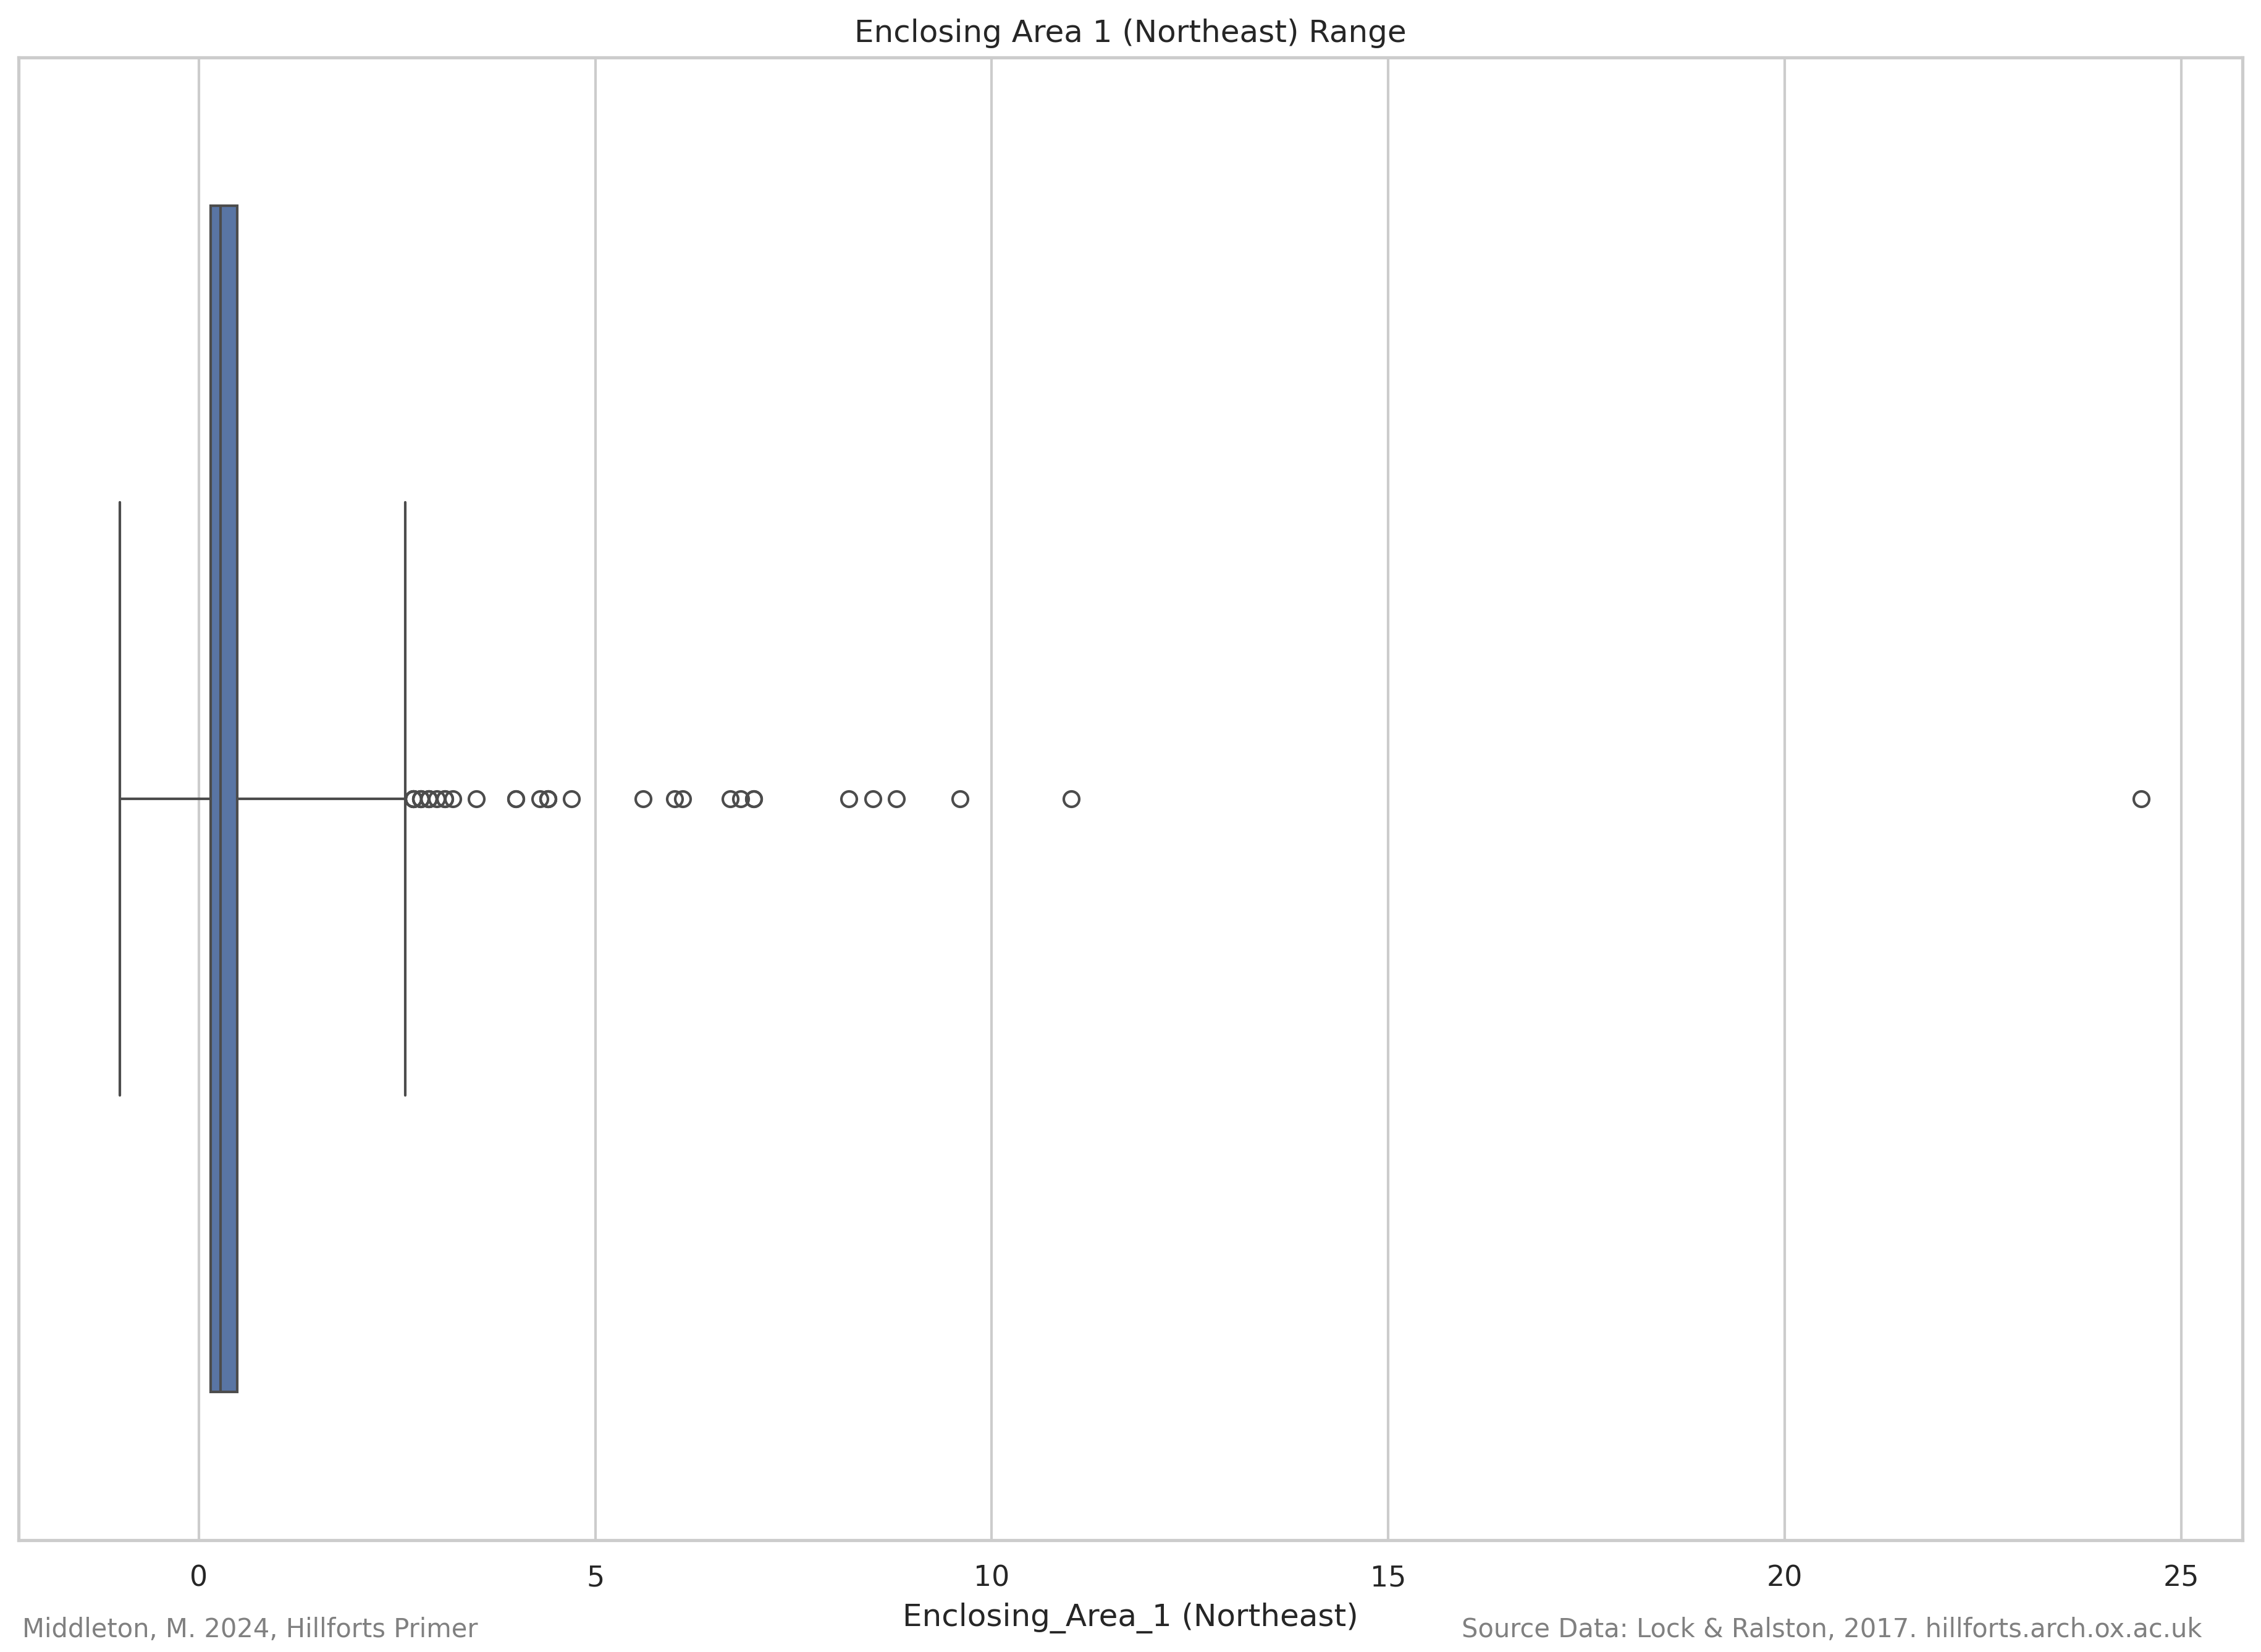 Enclosing Area 1 (Northeast) Range
0 5 10 15 20 25
Enclosing_Area_1 (Northeast)
Middleton, M. 2024, Hillforts Primer
Source Data: Lock & Ralston, 2017. hillforts.arch.ox.ac.uk